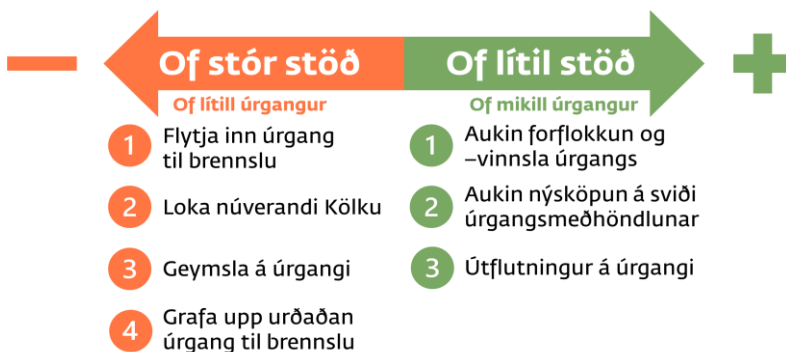 Of stór stöð
Of lítill úrgangur
1 Flytja inn úrgang
til brennslu
2 Loka núverandi Kölku
3 Geymsla á úrgangi
4 Grafa upp urðaðan
úrgang til brennslu
Of lítil stöð
Of mikill úrgangur
1 Aukin forflokkun og
–vinnsla úrgangs
2 Aukin nýsköpun á sviði
úrgangsmeðhöndlunar
3 Útflutningur á úrgangi